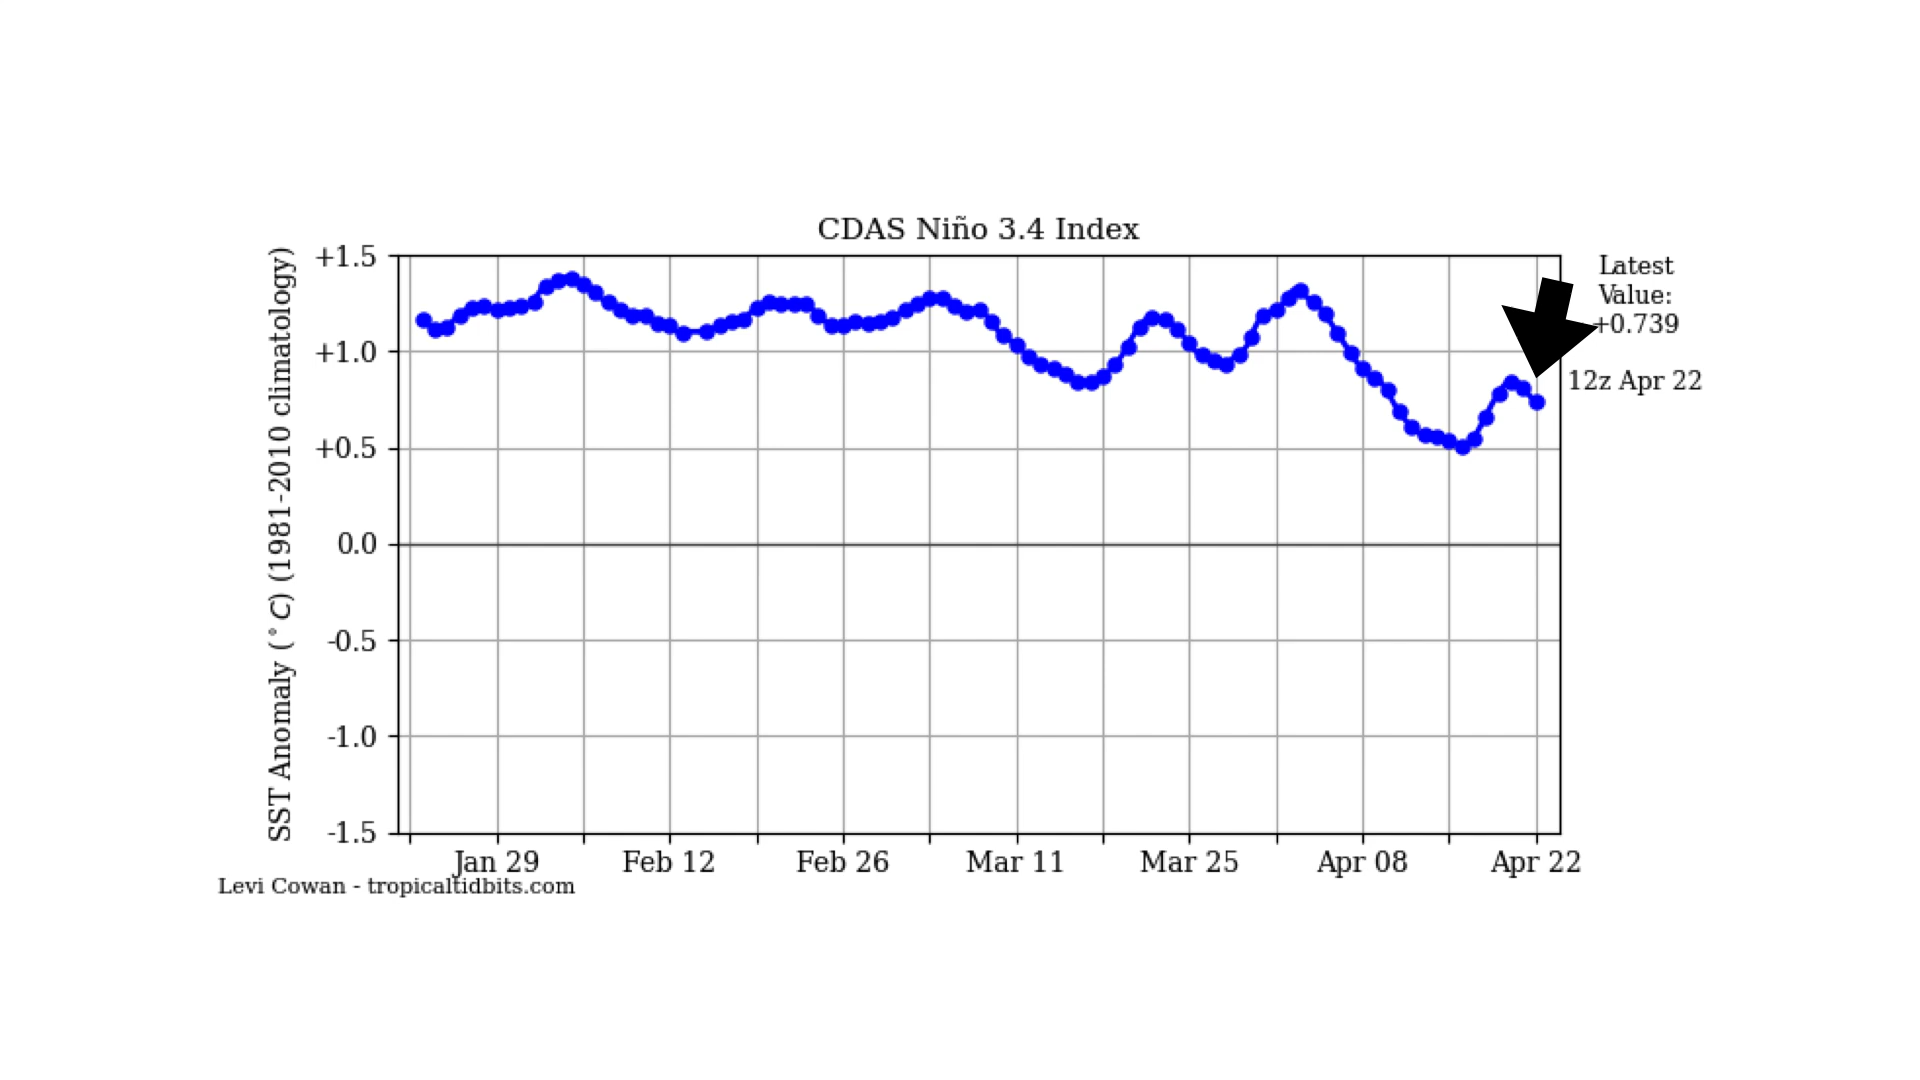 CDAS Niño 3.4 Index
SST Anomaly (°C) (1981-2010 climatology)
+1.5
+1.0
+0.5
0.0
-0.5
-1.0
-1.5
Jan 29
Feb 12
Feb 26
Mar 11
Mar 25
Apr 08
Apr 22
Latest
Value:
+0.739
12z Apr 22
Levi Cowan - tropicaltidbits.com